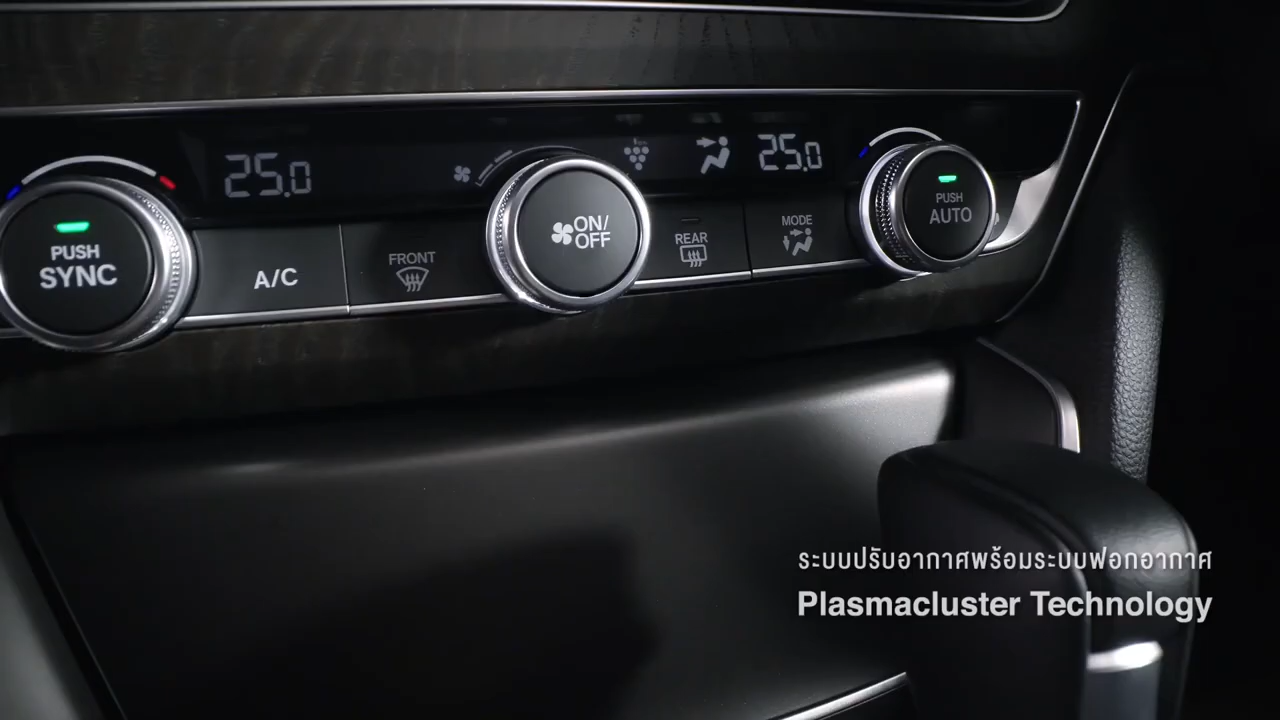 25.0
25.0
PUSH
SYNC
A/C
FRONT
ON/
OFF
REAR
MODE
PUSH
AUTO
ระบบปรับอากาศพร้อมระบบฟอกอากาศ
Plasmacluster Technology